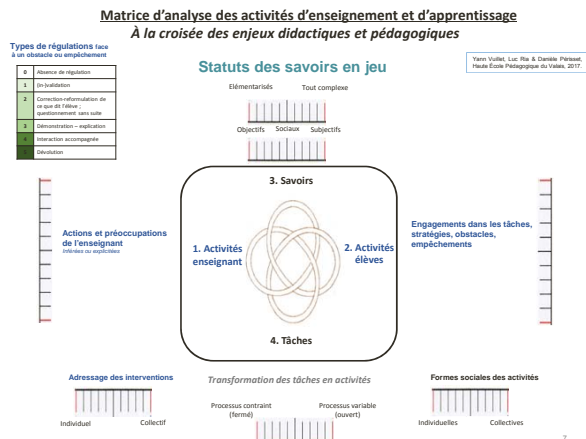 Matrice d'analyse des activités d'enseignement et d'apprentissage
À la croisée des enjeux didactiques et pédagogiques
Types de régulations face
à un obstacle ou empêchement
0 Absence de régulation
1 (In-)validation
2 Correction-reformulation de
ce que dit l'élève ;
questionnement sans suite
3 Démonstration – explication
4 Interaction accompagnée
Dévolution
Statuts des savoirs en jeu
Yann Vuillet, Luc Ria & Danièle Périsset,
Haute École Pédagogique du Valais, 2017.
Elémentarisés Tout complexe
Objectifs Sociaux Subjectifs
3. Savoirs
Actions et préoccupations
de l'enseignant
Inférées ou explicitées
1. Activités
enseignant
2. Activités
élèves
Engagements dans les tâches,
stratégies, obstacles,
empêchements
4. Tâches
Adressage des interventions
Individuel Collectif
Transformation des tâches en activités
Processus contraint
(fermé)
Processus variable
(ouvert)
Formes sociales des activités
Individuelles Collectives